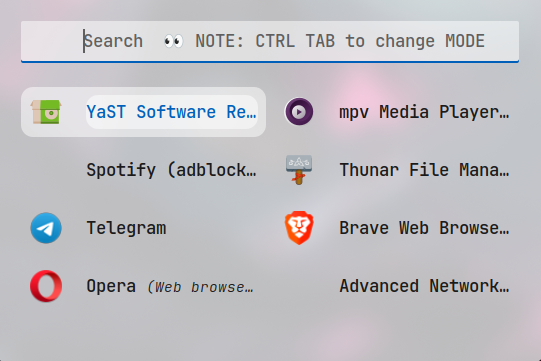 Search 👀 NOTE: CTRL TAB to change MODE
YaST Software Re…
mpv Media Player…
Spotify (adblock…
Thunar File Mana…
Telegram
Brave Web Browse…
Opera (Web browse…
Advanced Network…